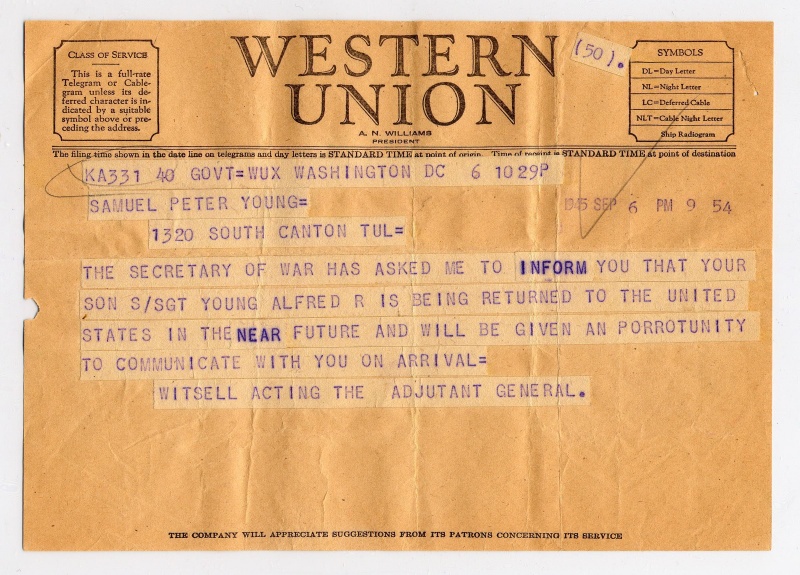 CLASS OF SERVICE
This is a full-rate
Telegram or Cable-
gram unless its de-
ferred character is in-
dicated by a suitable
symbol above or pre-
ceding the address.
WESTERN
UNION
A. N. WILLIAMS
PRESIDENT
(50).
SYMBOLS
DL=Day Letter
NL=Night Letter
LC=Deferred Cable
NLT=Cable Night Letter
Ship Radiogram
The filing time shown in the date line on telegrams and day letters is STANDARD TIME at point of origin. Time of receipt is STANDARD TIME at point of destination
KA331 40 GOVT=WUX WASHINGTON DC 6 1029P
SAMUEL PETER YOUNG=
1945 SEP 6 PM 9 54
1320 SOUTH CANTON TUL=
THE SECRETARY OF WAR HAS ASKED ME TO INFORM YOU THAT YOUR
SON S/SGT YOUNG ALFRED R IS BEING RETURNED TO THE UNITED
STATES IN THE NEAR FUTURE AND WILL BE GIVEN AN PORROTUNITY
TO COMMUNICATE WITH YOU ON ARRIVAL=
WITSELL ACTING THE ADJUTANT GENERAL.
THE COMPANY WILL APPRECIATE SUGGESTIONS FROM ITS PATRONS CONCERNING ITS SERVICE